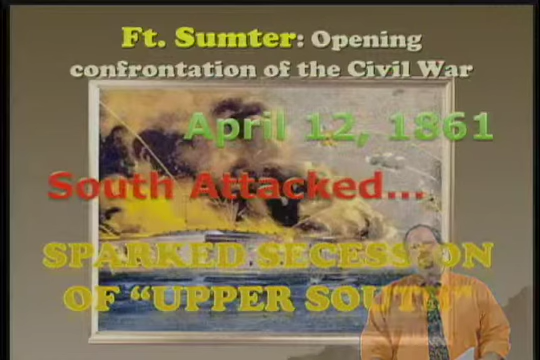 Ft. Sumter: Opening
confrontation of the Civil War
April 12, 1861
South Attacked...
SPARKED SECESSION
OF "UPPER SOUTH"